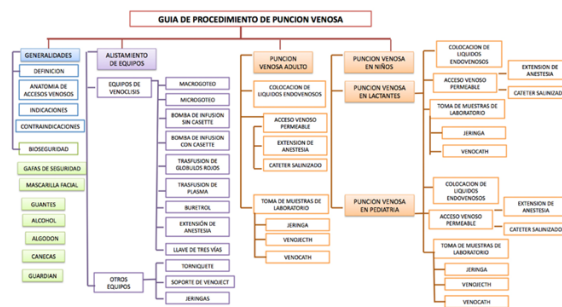 GUIA DE PROCEDIMIENTO DE PUNCION VENOSA
GENERALIDADES
DEFINICION
ANATOMIA DE
ACCESOS VENOSOS
INDICACIONES
CONTRAINDICACIONES
BIOSEGURIDAD
GAFAS DE SEGURIDAD
MASCARILLA FACIAL
GUANTES
ALCOHOL
ALGODON
CANECAS
GUARDIAN
ALISTAMIENTO DE
EQUIPOS
EQUIPOS DE
VENOCLISIS
MACROGOTEO
MICROGOTEO
BOMBA DE INFUSION
SIN CASETTE
BOMBA DE INFUSION
CON CASETTE
TRASFUSION DE
GLOBULOS ROJOS
TRASFUSION DE
PLASMA
BURETROL
EXTENSIÓN DE
ANESTESIA
LLAVE DE TRES VÍAS
OTROS
EQUIPOS
TORNIQUETE
SOPORTE DE VENOJECT
JERINGAS
PUNCION
VENOSA ADULTO
COLOCACION DE
LIQUIDOS
ENDOVENOSOS
ACCESO VENOSO
PERMEABLE
EXTENSION DE
ANESTESIA
CATETER SALINIZADO
TOMA DE MUESTRAS DE
LABORATORIO
JERINGA
VENOJECTH
VENOCATH
PUNCION VENOSA
EN NIÑOS
PUNCION VENOSA
EN LACTANTES
COLOCACION DE
LIQUIDOS
ENDOVENOSOS
ACCESO VENOSO
PERMEABLE
EXTENSION DE
ANESTESIA
CATETER SALINIZADO
TOMA DE MUESTRAS DE
LABORATORIO
JERINGA
VENOCATH
PUNCION VENOSA
EN PEDIATRIA
COLOCACION DE
LIQUIDOS
ENDOVENOSOS
ACCESO VENOSO
PERMEABLE
EXTENSION DE
ANESTESIA
CATETER SALINIZADO
TOMA DE MUESTRAS DE
LABORATORIO
JERINGA
VENOJECTH
VENOCATH